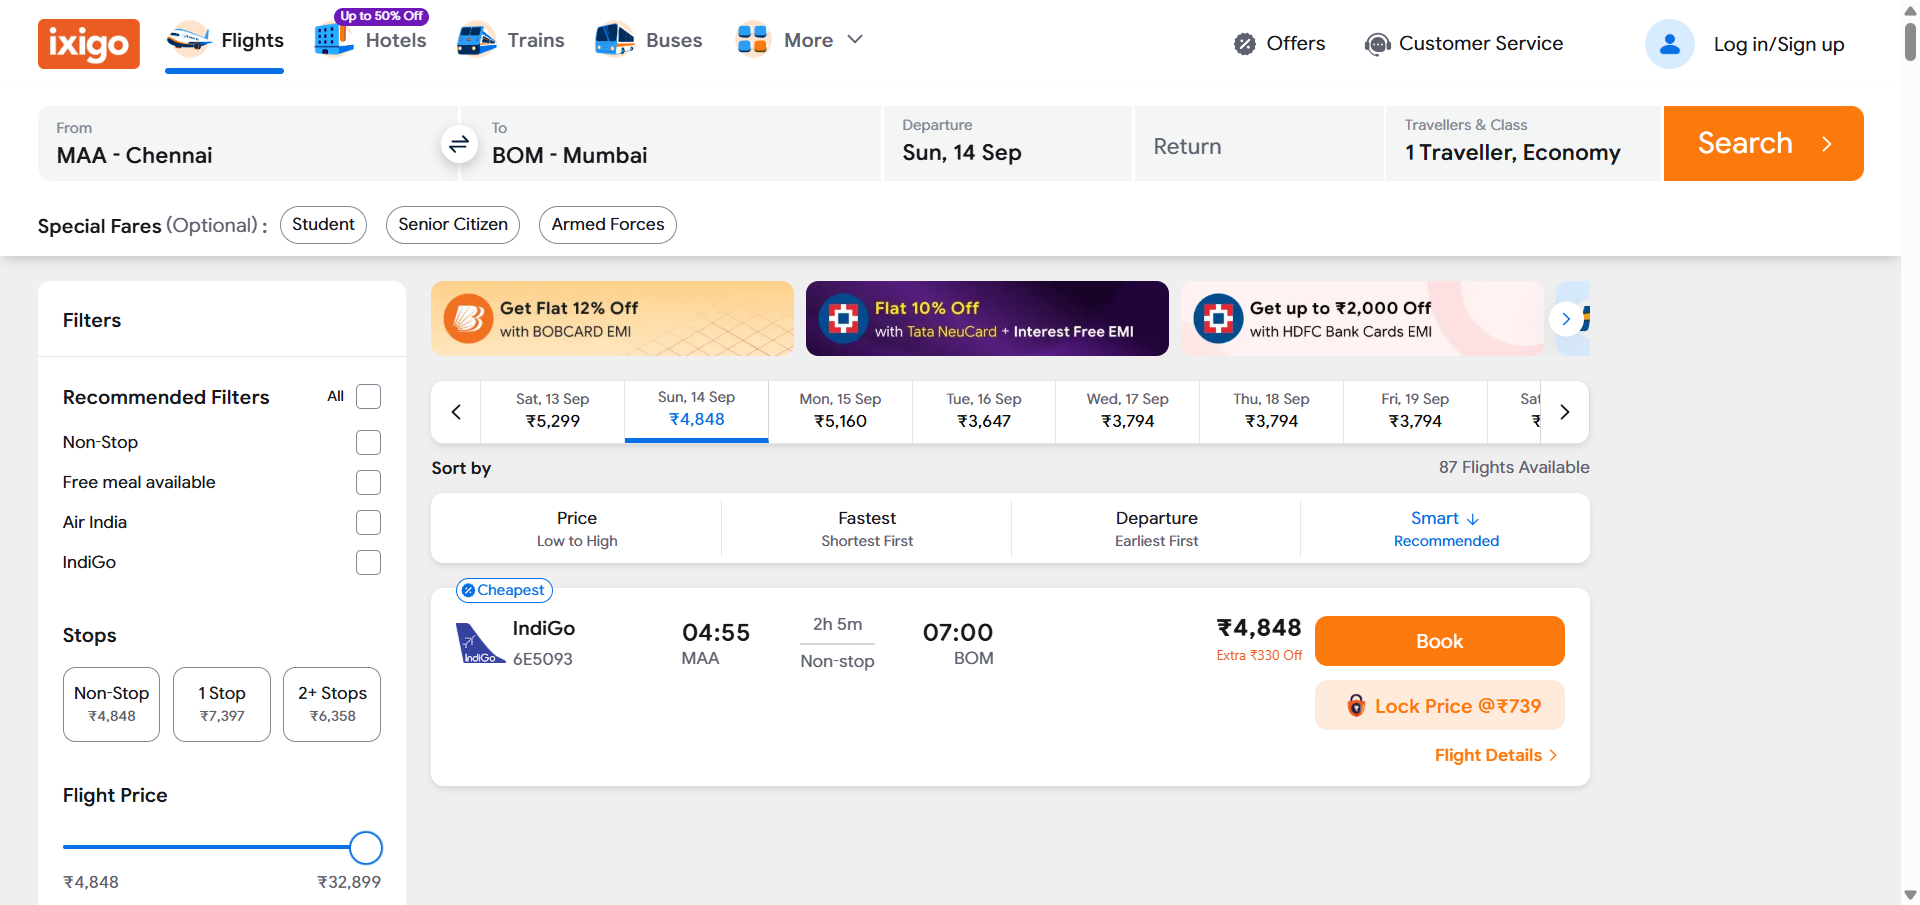 ixigo
Flights
Up to 50% Off
Hotels
Trains
Buses
More
Offers
Customer Service
Log in/Sign up
From
MAA - Chennai
To
BOM - Mumbai
Departure
Sun, 14 Sep
Return
Travellers & Class
1 Traveller, Economy
Search
Special Fares (Optional) :
Student
Senior Citizen
Armed Forces
Filters
Recommended Filters
All
Non-Stop
Free meal available
Air India
IndiGo
Stops
Non-Stop
₹4,848
1 Stop
₹7,397
2+ Stops
₹6,358
Flight Price
₹4,848
₹32,899
Get Flat 12% Off
with BOBCARD EMI
Flat 10% Off
with Tata NeuCard + Interest Free EMI
Get up to ₹2,000 Off
with HDFC Bank Cards EMI
Sat, 13 Sep
₹5,299
Sun, 14 Sep
₹4,848
Mon, 15 Sep
₹5,160
Tue, 16 Sep
₹3,647
Wed, 17 Sep
₹3,794
Thu, 18 Sep
₹3,794
Fri, 19 Sep
₹3,794
Sat
₹
Sort by
87 Flights Available
Price
Low to High
Fastest
Shortest First
Departure
Earliest First
Smart
Recommended
Cheapest
IndiGo
IndiGo
6E5093
04:55
MAA
2h 5m
Non-stop
07:00
BOM
₹4,848
Extra ₹330 Off
Book
Lock Price @₹739
Flight Details